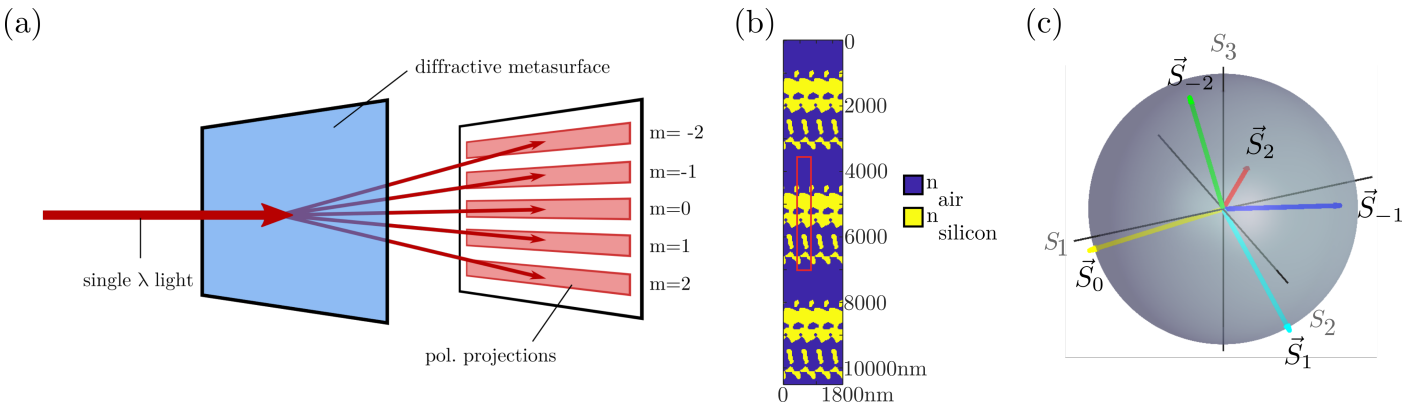 (a)
diffractive metasurface
m= -2
m=-1
m=0
m=1
m=2
single λ light
pol. projections
(b)
0
2000
4000
6000
8000
10000nm
0
1800nm
n air
n silicon
(c)
S₃
S⃗₋₂
S⃗₂
S⃗₋₁
S₁
S⃗₀
S₂
S⃗₁